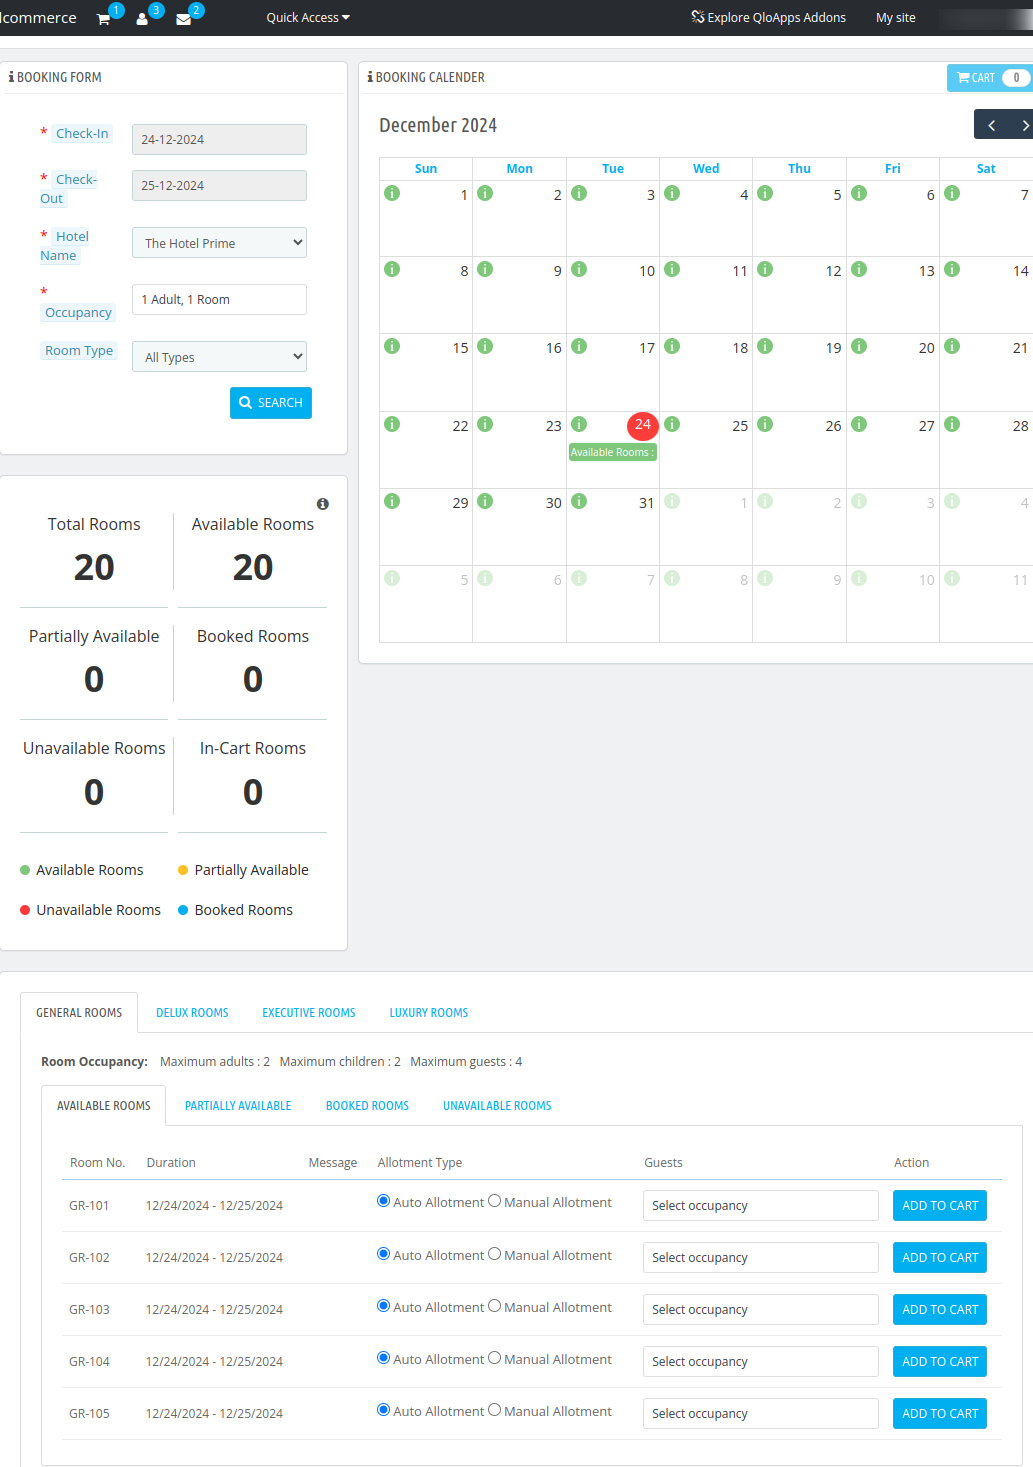 lcommerce 1 3 2 Quick Access Explore QloApps Addons My site
BOOKING FORM
* Check-In 24-12-2024
* Check-
Out 25-12-2024
* Hotel
Name The Hotel Prime
*
Occupancy 1 Adult, 1 Room
Room Type All Types
SEARCH
BOOKING CALENDER CART 0
December 2024
Sun Mon Tue Wed Thu Fri Sat
1 2 3 4 5 6 7
8 9 10 11 12 13 14
15 16 17 18 19 20 21
22 23 24 25 26 27 28
Available Rooms :
29 30 31 1 2 3 4
5 6 7 8 9 10 11
Total Rooms Available Rooms
20 20
Partially Available Booked Rooms
0 0
Unavailable Rooms In-Cart Rooms
0 0
Available Rooms Partially Available
Unavailable Rooms Booked Rooms
GENERAL ROOMS DELUX ROOMS EXECUTIVE ROOMS LUXURY ROOMS
Room Occupancy: Maximum adults : 2 Maximum children : 2 Maximum guests : 4
AVAILABLE ROOMS PARTIALLY AVAILABLE BOOKED ROOMS UNAVAILABLE ROOMS
Room No. Duration Message Allotment Type Guests Action
GR-101 12/24/2024 - 12/25/2024 Auto Allotment Manual Allotment Select occupancy ADD TO CART
GR-102 12/24/2024 - 12/25/2024 Auto Allotment Manual Allotment Select occupancy ADD TO CART
GR-103 12/24/2024 - 12/25/2024 Auto Allotment Manual Allotment Select occupancy ADD TO CART
GR-104 12/24/2024 - 12/25/2024 Auto Allotment Manual Allotment Select occupancy ADD TO CART
GR-105 12/24/2024 - 12/25/2024 Auto Allotment Manual Allotment Select occupancy ADD TO CART